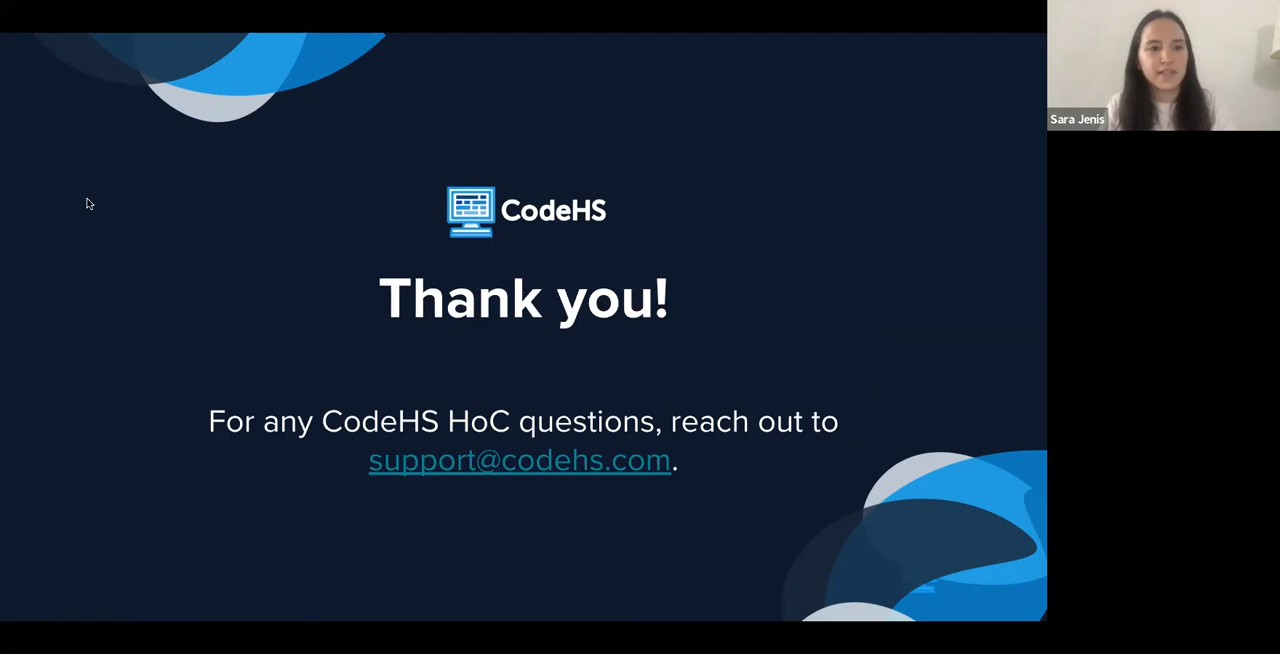 Sara Jenis
CodeHS
Thank you!
For any CodeHS HoC questions, reach out to
support@codehs.com.